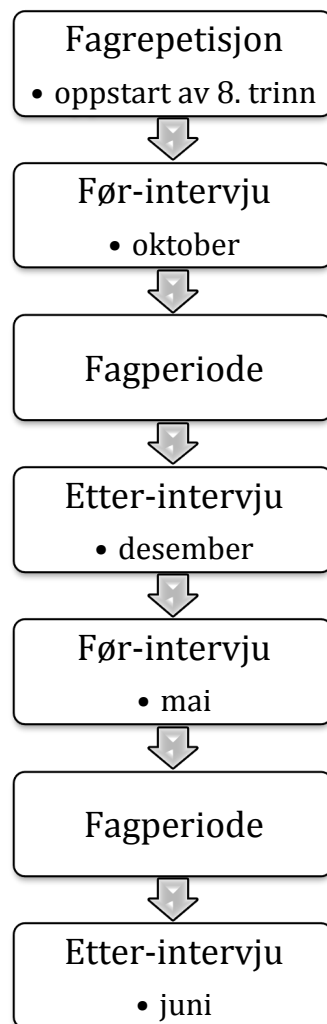 Fagrepetisjon
• oppstart av 8. trinn
Før-intervju
• oktober
Fagperiode
Etter-intervju
• desember
Før-intervju
• mai
Fagperiode
Etter-intervju
• juni